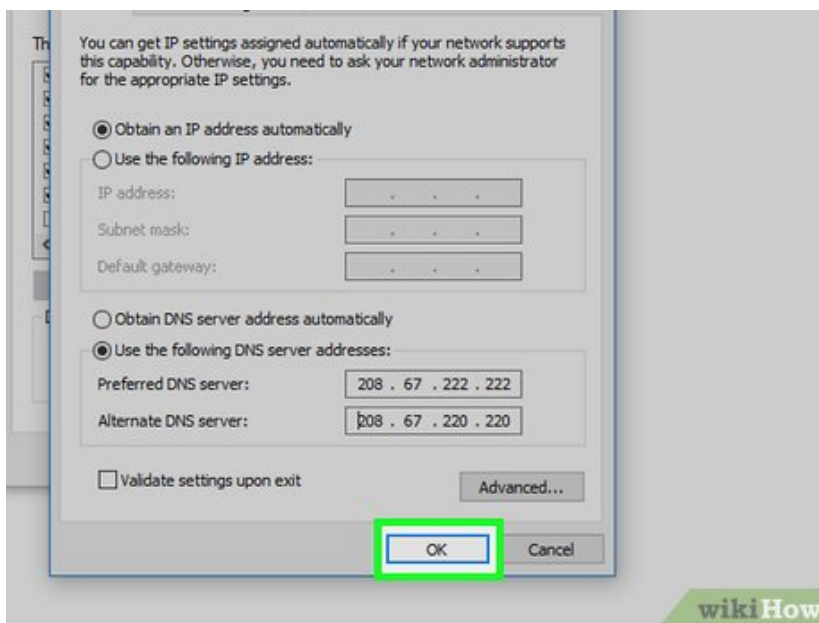 Th
You can get IP settings assigned automatically if your network supports
this capability. Otherwise, you need to ask your network administrator
for the appropriate IP settings.
Obtain an IP address automatically
Use the following IP address:
IP address: . . .
Subnet mask: . . .
Default gateway: . . .
Obtain DNS server address automatically
Use the following DNS server addresses:
Preferred DNS server: 208 . 67 . 222 . 222
Alternate DNS server: 208 . 67 . 220 . 220
Validate settings upon exit
Advanced...
OK Cancel
wikiHow